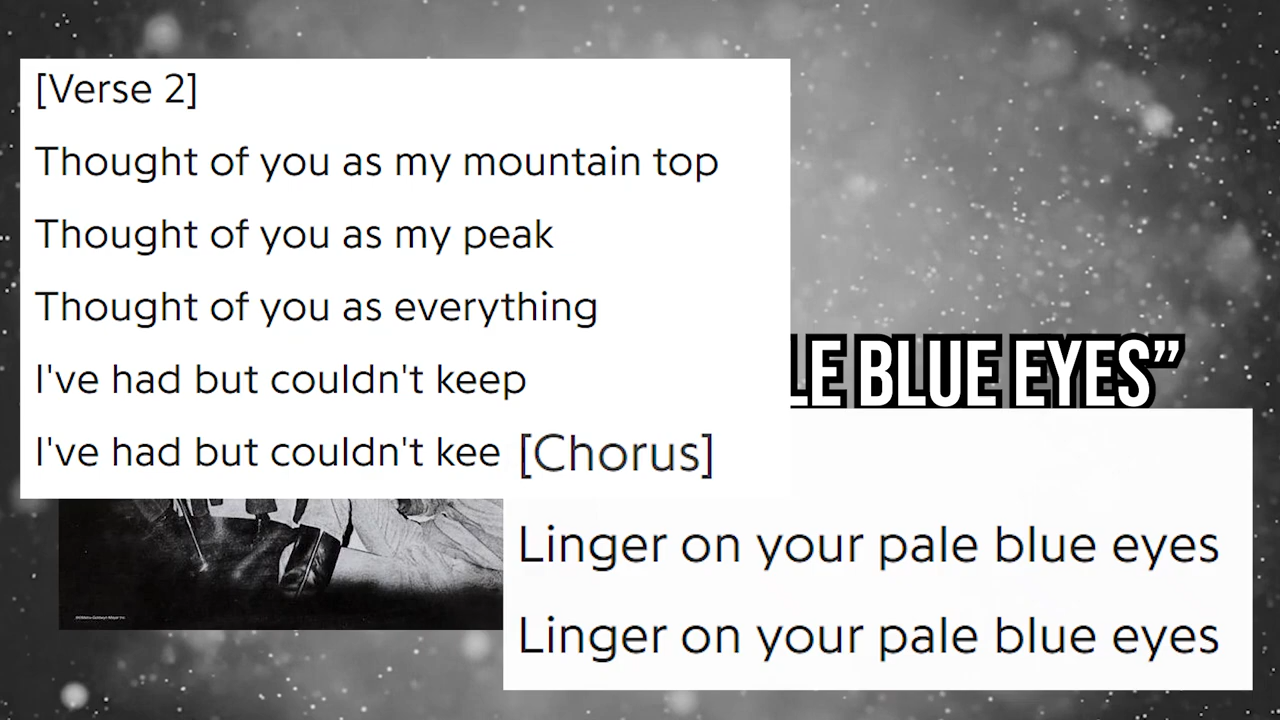 [Verse 2]
Thought of you as my mountain top
Thought of you as my peak
Thought of you as everything
I've had but couldn't keep
I've had but couldn't kee
LE BLUE EYES”
[Chorus]
Linger on your pale blue eyes
Linger on your pale blue eyes